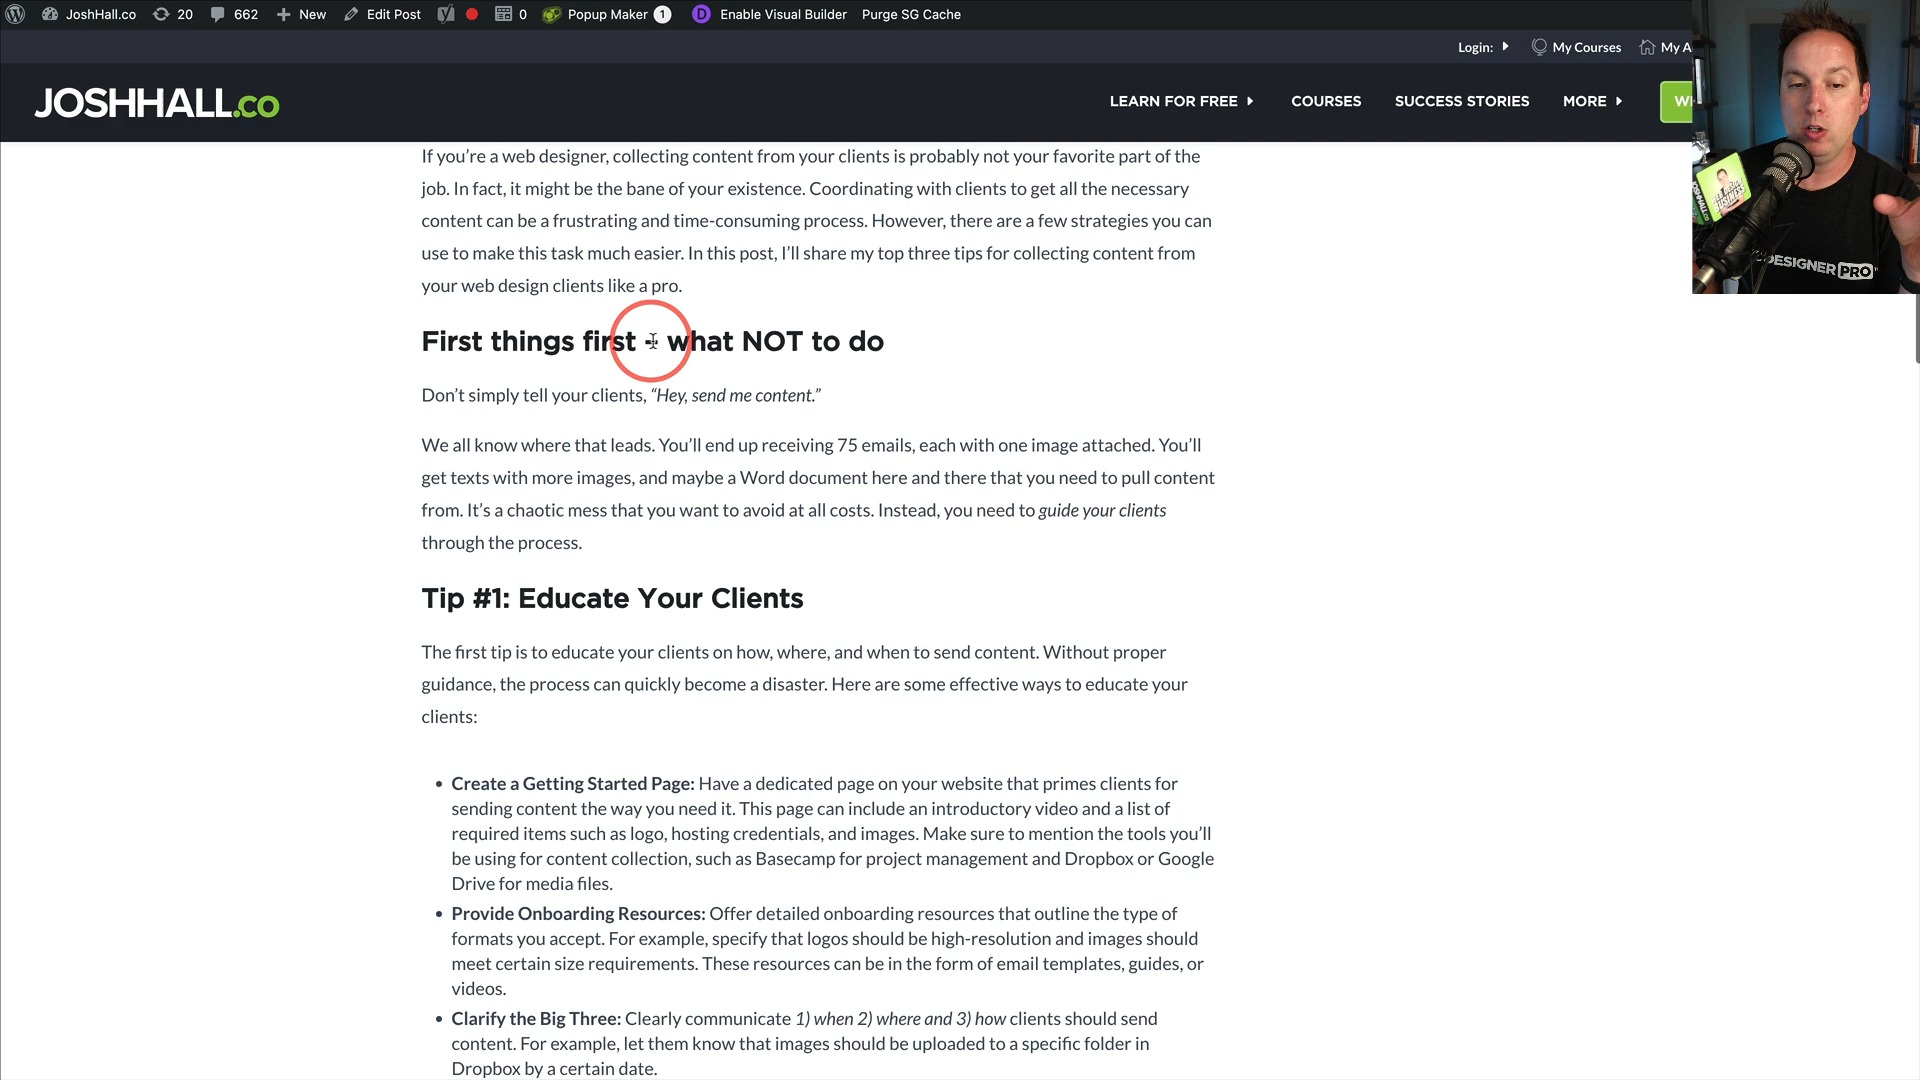 JoshHall.co 20 662 New Edit Post 0 Popup Maker 1 Enable Visual Builder Purge SG Cache
Login: My Courses
JOSHHALL.co LEARN FOR FREE COURSES SUCCESS STORIES MORE
If you're a web designer, collecting content from your clients is probably not your favorite part of the
job. In fact, it might be the bane of your existence. Coordinating with clients to get all the necessary
content can be a frustrating and time-consuming process. However, there are a few strategies you can
use to make this task much easier. In this post, I'll share my top three tips for collecting content from
your web design clients like a pro.
First things first - what NOT to do
Don't simply tell your clients, “Hey, send me content.”
We all know where that leads. You'll end up receiving 75 emails, each with one image attached. You'll
get texts with more images, and maybe a Word document here and there that you need to pull content
from. It's a chaotic mess that you want to avoid at all costs. Instead, you need to guide your clients
through the process.
Tip #1: Educate Your Clients
The first tip is to educate your clients on how, where, and when to send content. Without proper
guidance, the process can quickly become a disaster. Here are some effective ways to educate your
clients:
• Create a Getting Started Page: Have a dedicated page on your website that primes clients for
sending content the way you need it. This page can include an introductory video and a list of
required items such as logo, hosting credentials, and images. Make sure to mention the tools you'll
be using for content collection, such as Basecamp for project management and Dropbox or Google
Drive for media files.
• Provide Onboarding Resources: Offer detailed onboarding resources that outline the type of
formats you accept. For example, specify that logos should be high-resolution and images should
meet certain size requirements. These resources can be in the form of email templates, guides, or
videos.
• Clarify the Big Three: Clearly communicate 1) when 2) where and 3) how clients should send
content. For example, let them know that images should be uploaded to a specific folder in
Dropbox by a certain date.
DESIGNER PRO